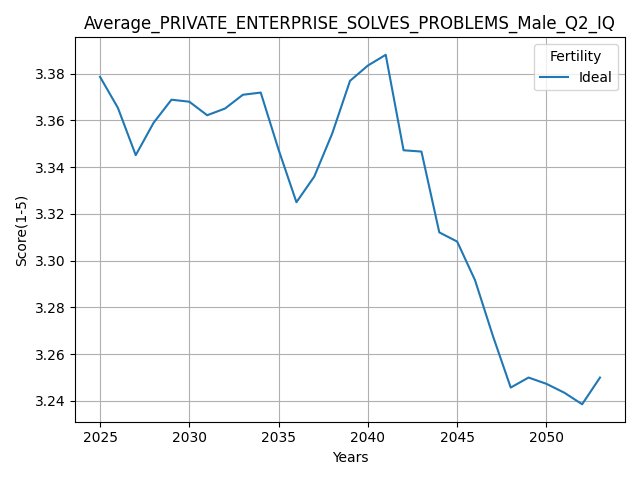 Average_PRIVATE_ENTERPRISE_SOLVES_PROBLEMS_Male_Q2_IQ
Fertility
Ideal
Score(1-5)
3.38
3.36
3.34
3.32
3.30
3.28
3.26
3.24
2025
2030
2035
2040
2045
2050
Years